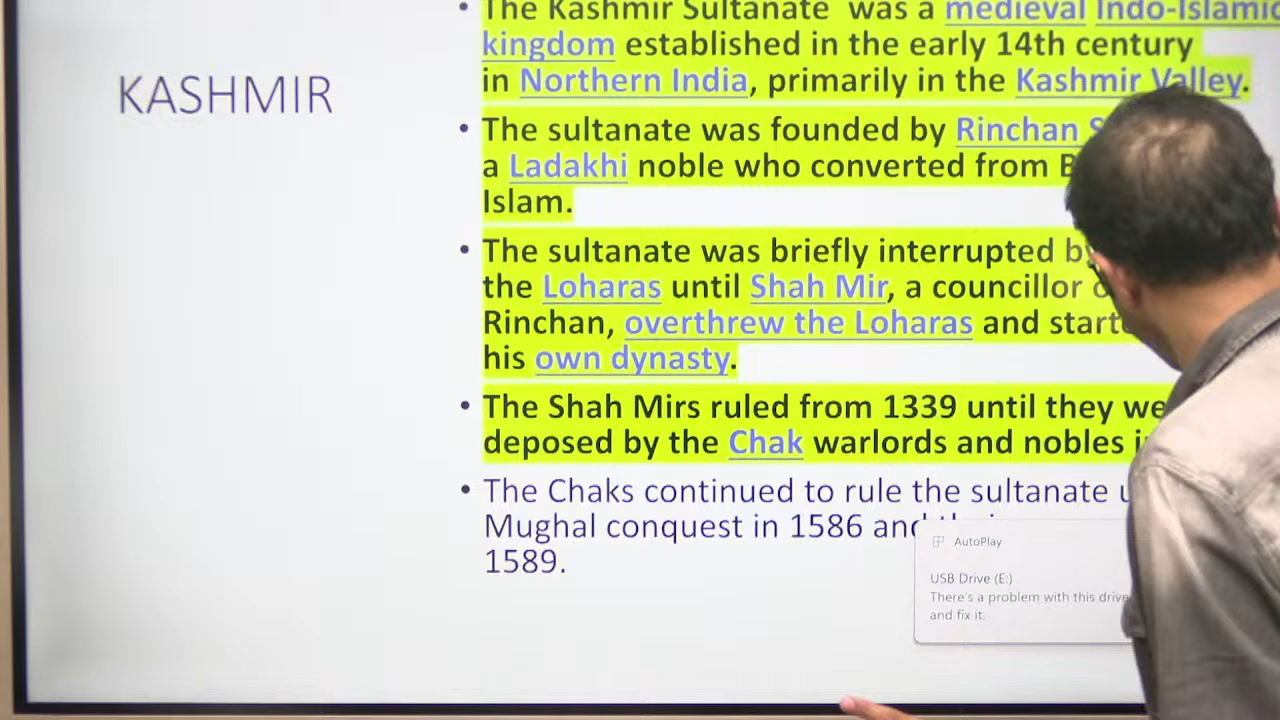 KASHMIR
• The Kashmir Sultanate was a medieval Indo-Islamic
kingdom established in the early 14th century
in Northern India, primarily in the Kashmir Valley.
• The sultanate was founded by Rinchan
a Ladakhi noble who converted from
Islam.
• The sultanate was briefly interrupted by
the Loharas until Shah Mir, a councillor
Rinchan, overthrew the Loharas and
his own dynasty.
• The Shah Mirs ruled from 1339 until they
deposed by the Chak warlords and nobles
• The Chaks continued to rule the sultanate
Mughal conquest in 1586 and
1589.
AutoPlay
USB Drive (E:)
There's a problem with this drive
and fix it.